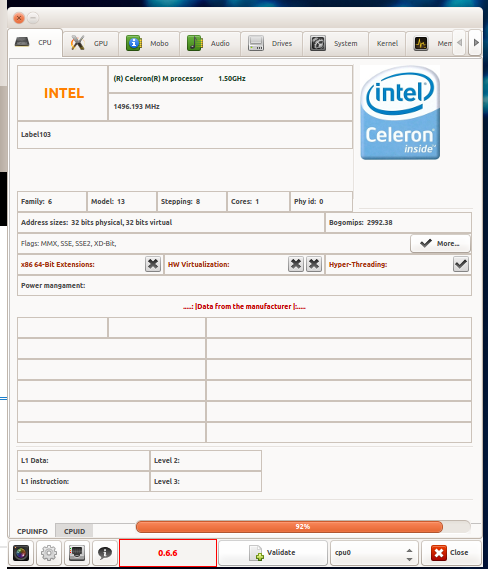 CPU GPU Mobo Audio Drives System Kernel Mem
INTEL
(R) Celeron(R) M processor 1.50GHz
1496.193 MHz
Label103
intel
Celeron
inside™
Family: 6 Model: 13 Stepping: 8 Cores: 1 Phy id: 0
Address sizes: 32 bits physical, 32 bits virtual Bogomips: 2992.38
Flags: MMX, SSE, SSE2, XD-Bit, More...
x86 64-Bit Extensions: HW Virtualization: Hyper-Threading:
Power mangament:
.....: |Data from the manufacturer |:.....
L1 Data: Level 2:
L1 instruction: Level 3:
CPUINFO CPUID 92%
0.6.6 Validate cpu0 Close